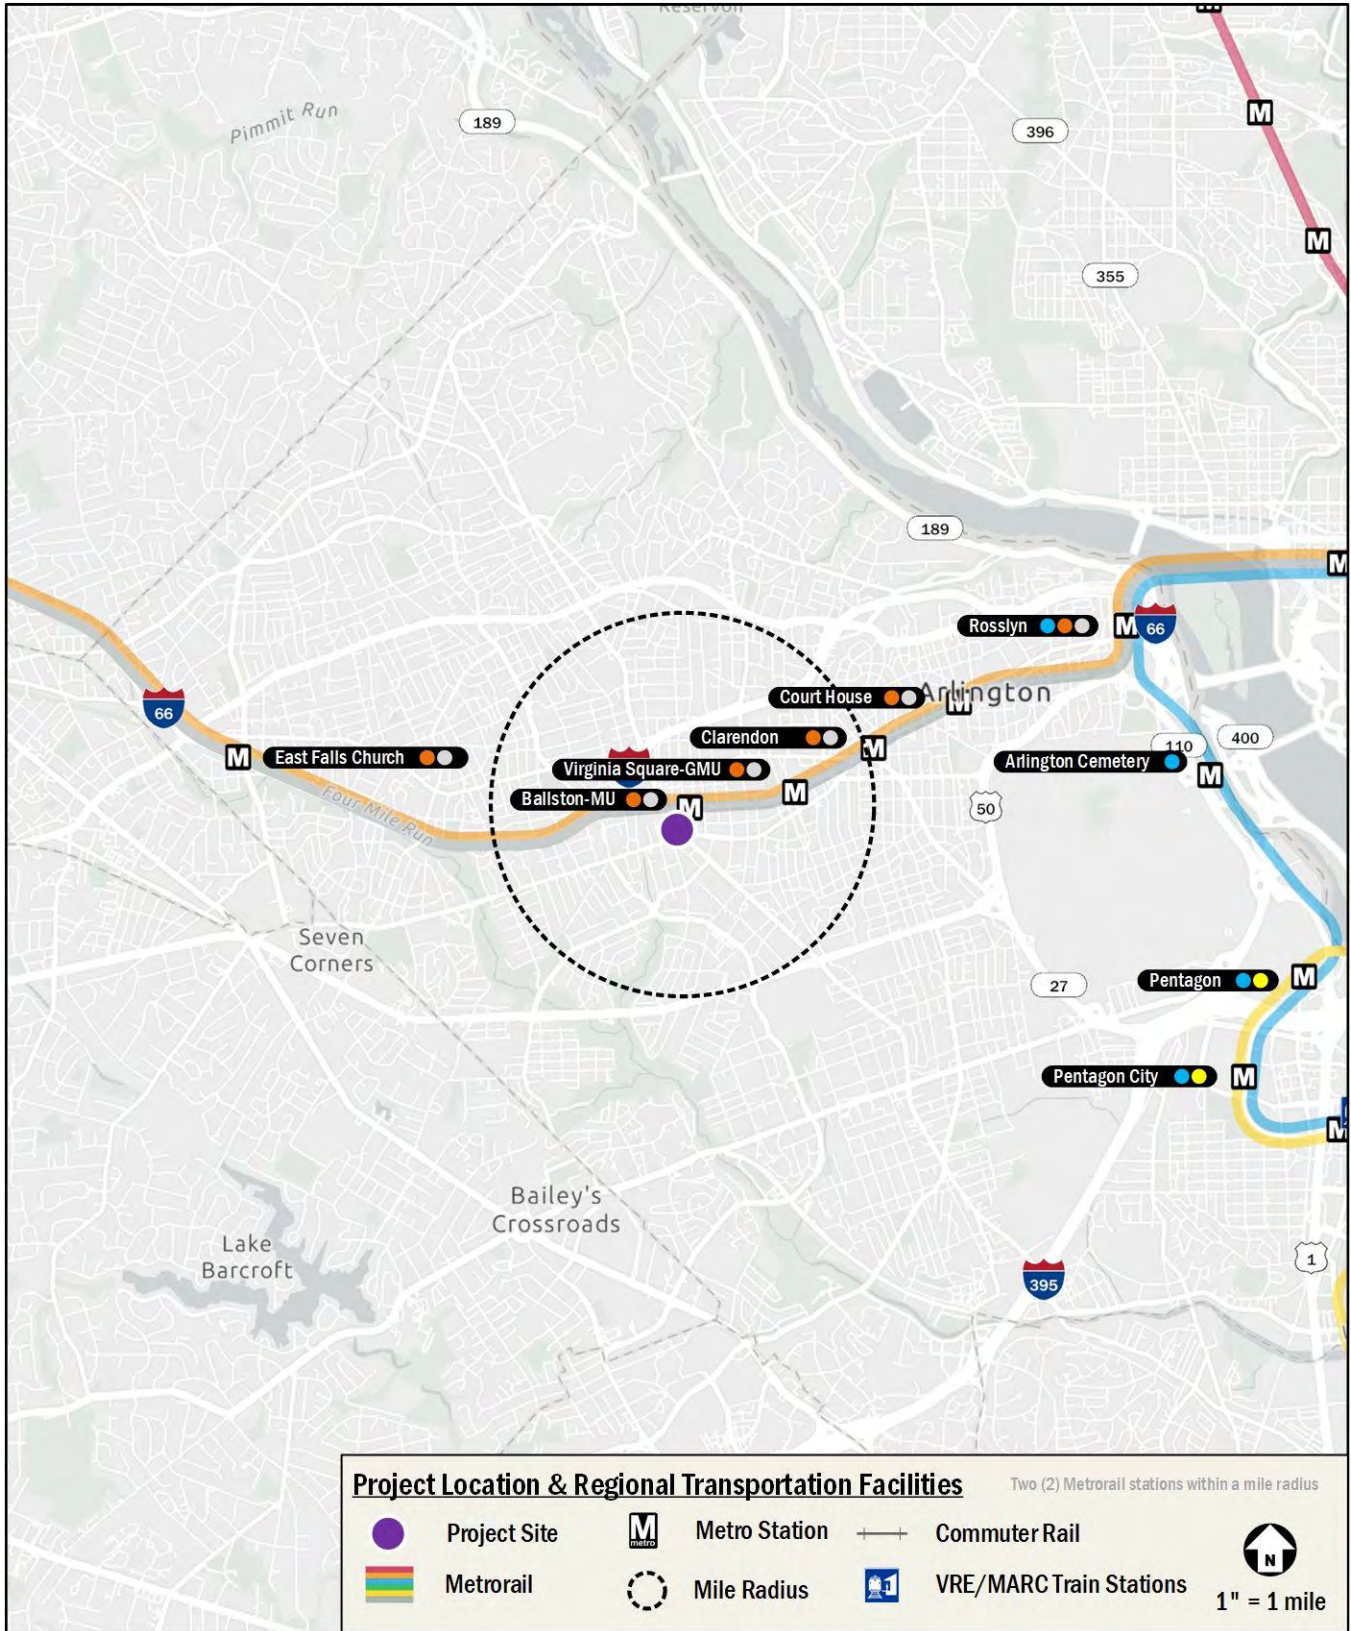 Reservoir
M
Pimmit Run
189
M
396
M
355
189
M
Rosslyn
M
66
Court House
Arlington
M
66
Clarendon
M
110
400
M
East Falls Church
Virginia Square-GMU
Arlington Cemetery
M
Ballston-MU
M
M
50
Four Mile Run
Seven
Corners
Pentagon
M
27
Pentagon City
M
M
Bailey's
Crossroads
Lake
Barcroft
1
395
Project Location & Regional Transportation Facilities
Two (2) Metrorail stations within a mile radius
Project Site
M
metro
Metro Station
Commuter Rail
N
Metrorail
Mile Radius
VRE/MARC Train Stations
1" = 1 mile